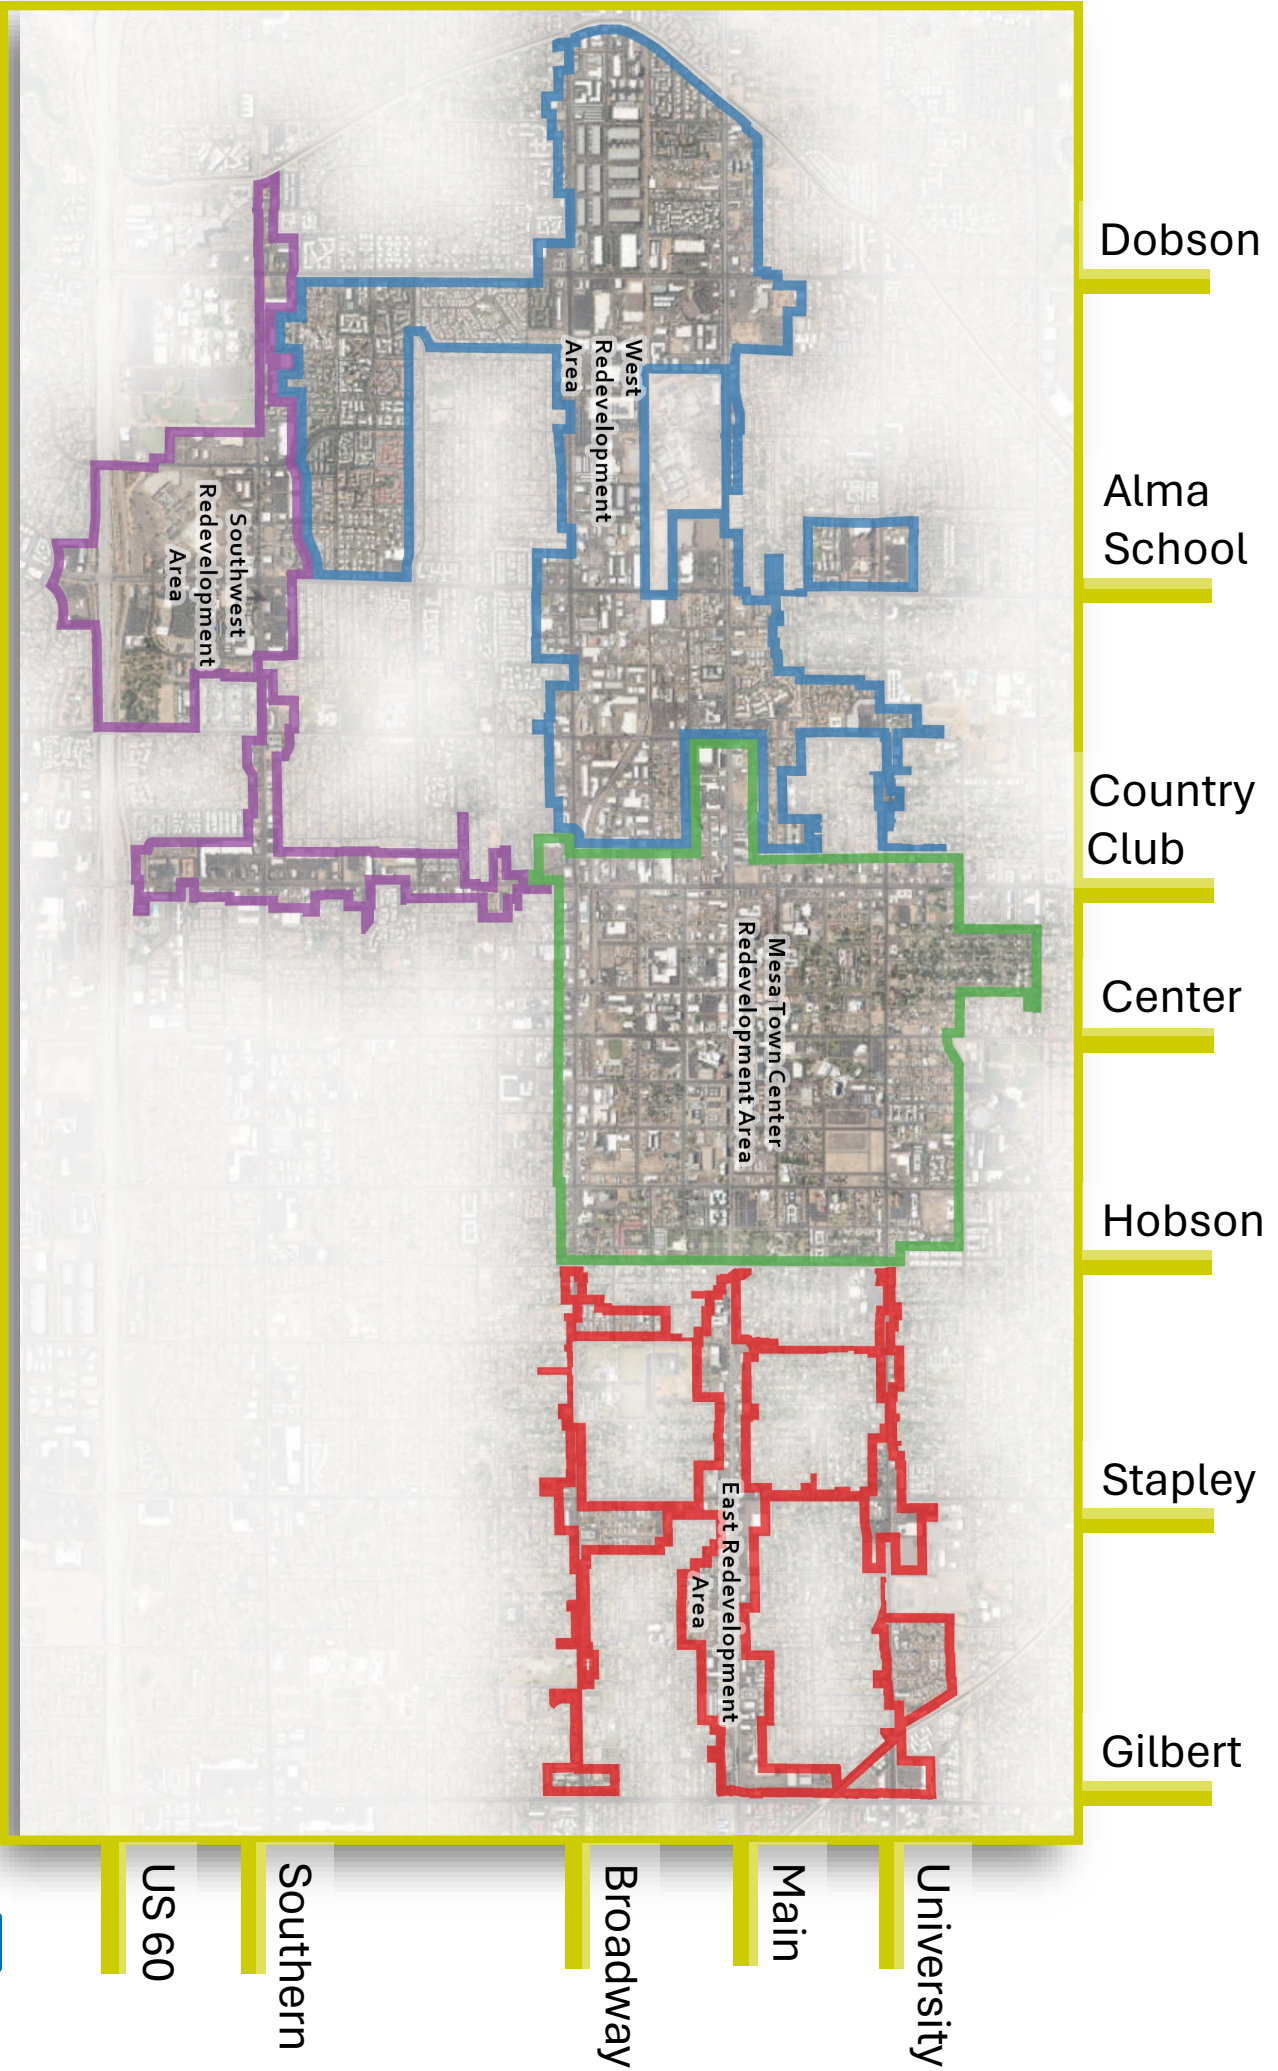 Dobson
Alma
School
Country
Club
Center
Hobson
Stapley
Gilbert
West
Redevelopment
Area
Southwest
Redevelopment
Area
Mesa Town Center
Redevelopment Area
East Redevelopment
Area
University
Main
Broadway
Southern
US 60